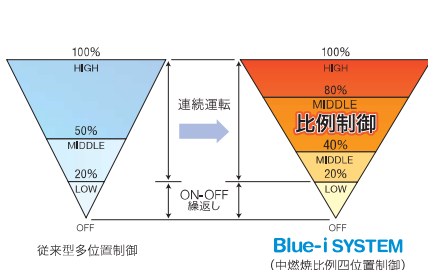 100%
HIGH
50%
MIDDLE
20%
LOW
OFF
従来型多位置制御
連続運転
ON-OFF
繰返し
100%
HIGH
80%
MIDDLE
比例制御
40%
MIDDLE
20%
LOW
OFF
Blue-i SYSTEM
(中燃焼比例四位置制御)